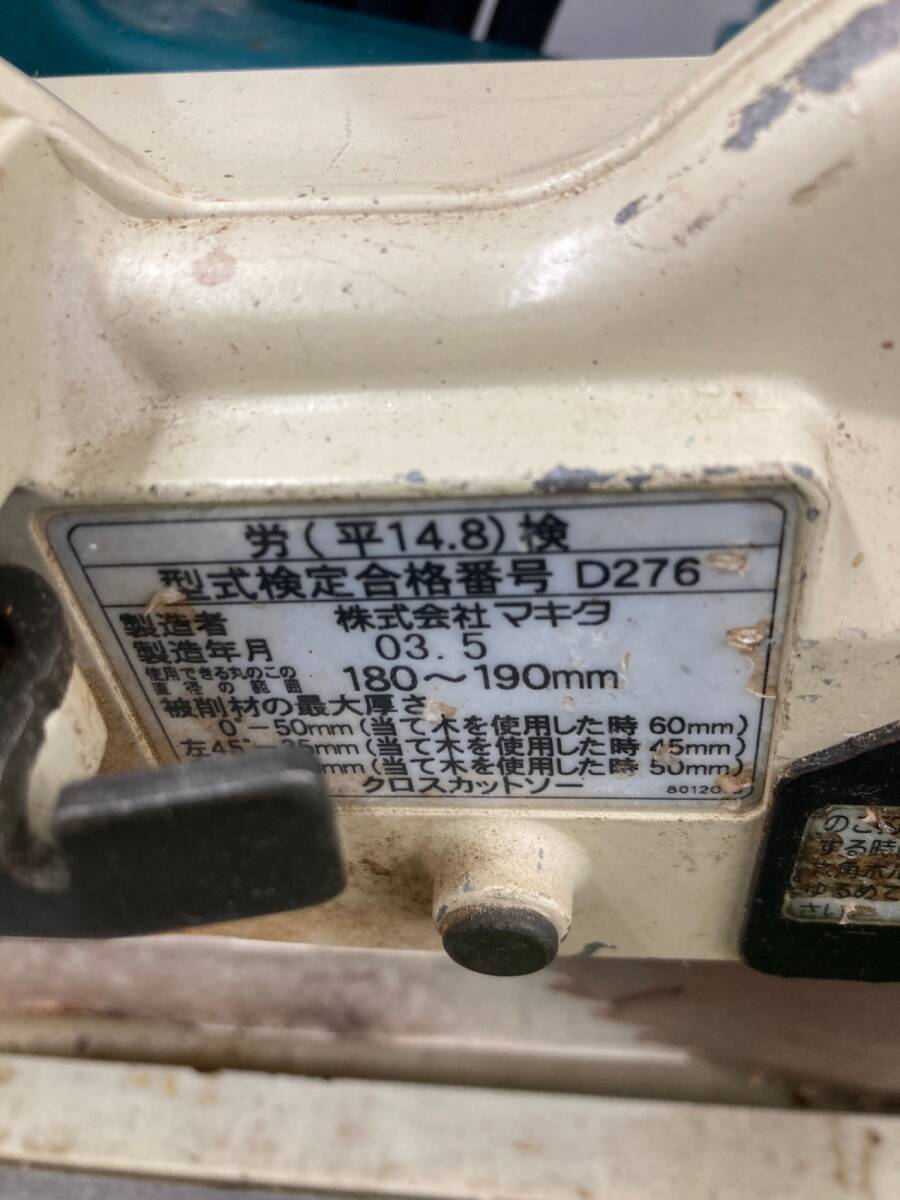 労(平14.8)検
型式検定合格番号 D276
製造者 株式会社マキタ
製造年月 03.5
使用できる丸のこの直径の範囲 180～190mm
被削材の最大厚さ
0°－50mm(当て木を使用した時 60mm)
左45°－35mm(当て木を使用した時 45mm)
mm(当て木を使用した時 50mm)
クロスカットソー
する時
ゆるめて
さい